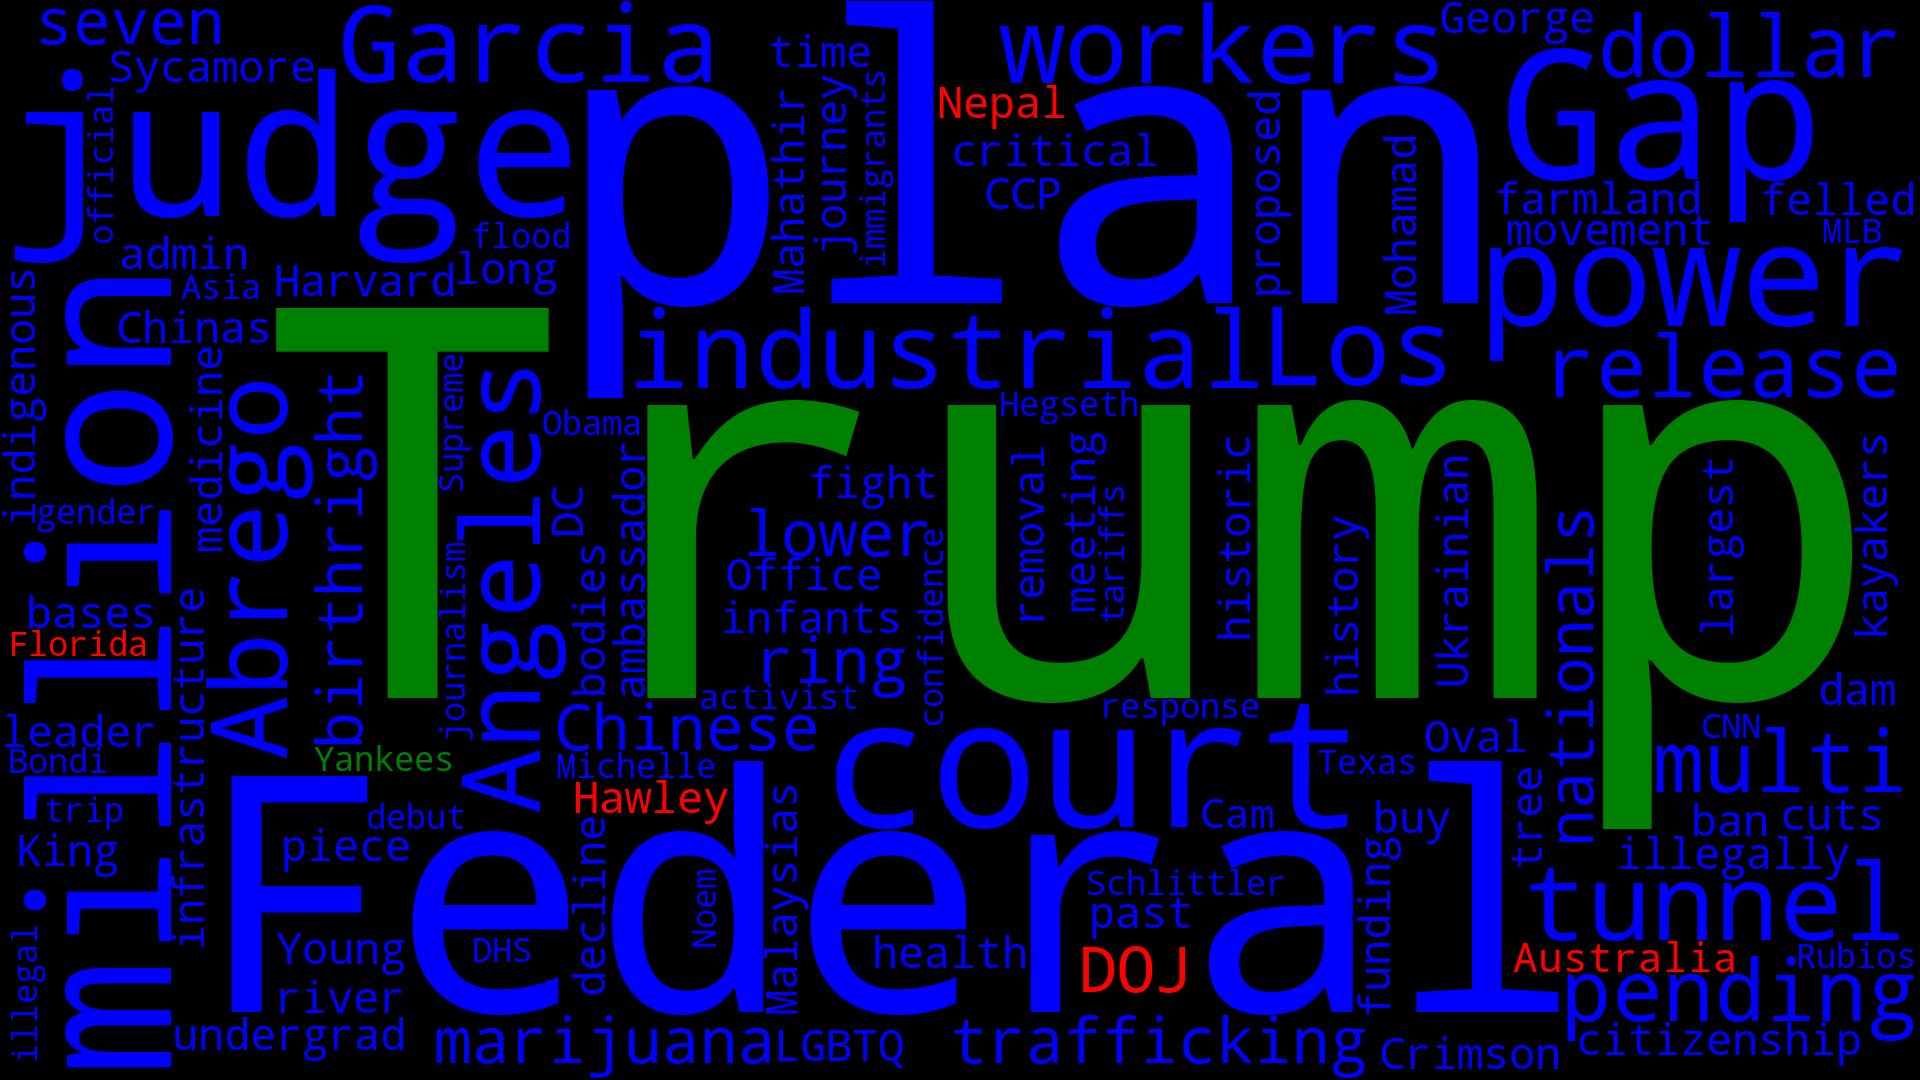 seven
Garcia
time
workers
George
dollar
Sycamore
official
judge
plan
Mahathir
journey
immigrants
Nepal
critical
CCP
proposed
Mohamad
Gap
farmland
felled
movement
MLB
power
flood
admin
Harvard
long
Asia
Chinas
indigenous
million
medicine
Trump
industrial
Los
release
Abrego
birthright
Supreme
Angeles
Obama
Hegseth
DC
ambassador
fight
lower
Office
infants
ring
confidence
removal
meeting
tariffs
historic
history
Ukrainian
nationals
largest
kayakers
gender
bases
Florida
leader
Bondi
infrastructure
journalism
bodies
activist
response
dam
Yankees
Chinese
Michelle
Hawley
court
Texas
Oval
CNN
multi
trip
King
debut
piece
Federal
decline
Noem
Malaysias
Cam
buy
tree
ban
cuts
illegally
tunnel
Schlittler
past
funding
illegal
Young
DHS
health
DOJ
Australia
Rubios
river
pending
undergrad
marijuana
LGBTQ
trafficking
Crimson
citizenship